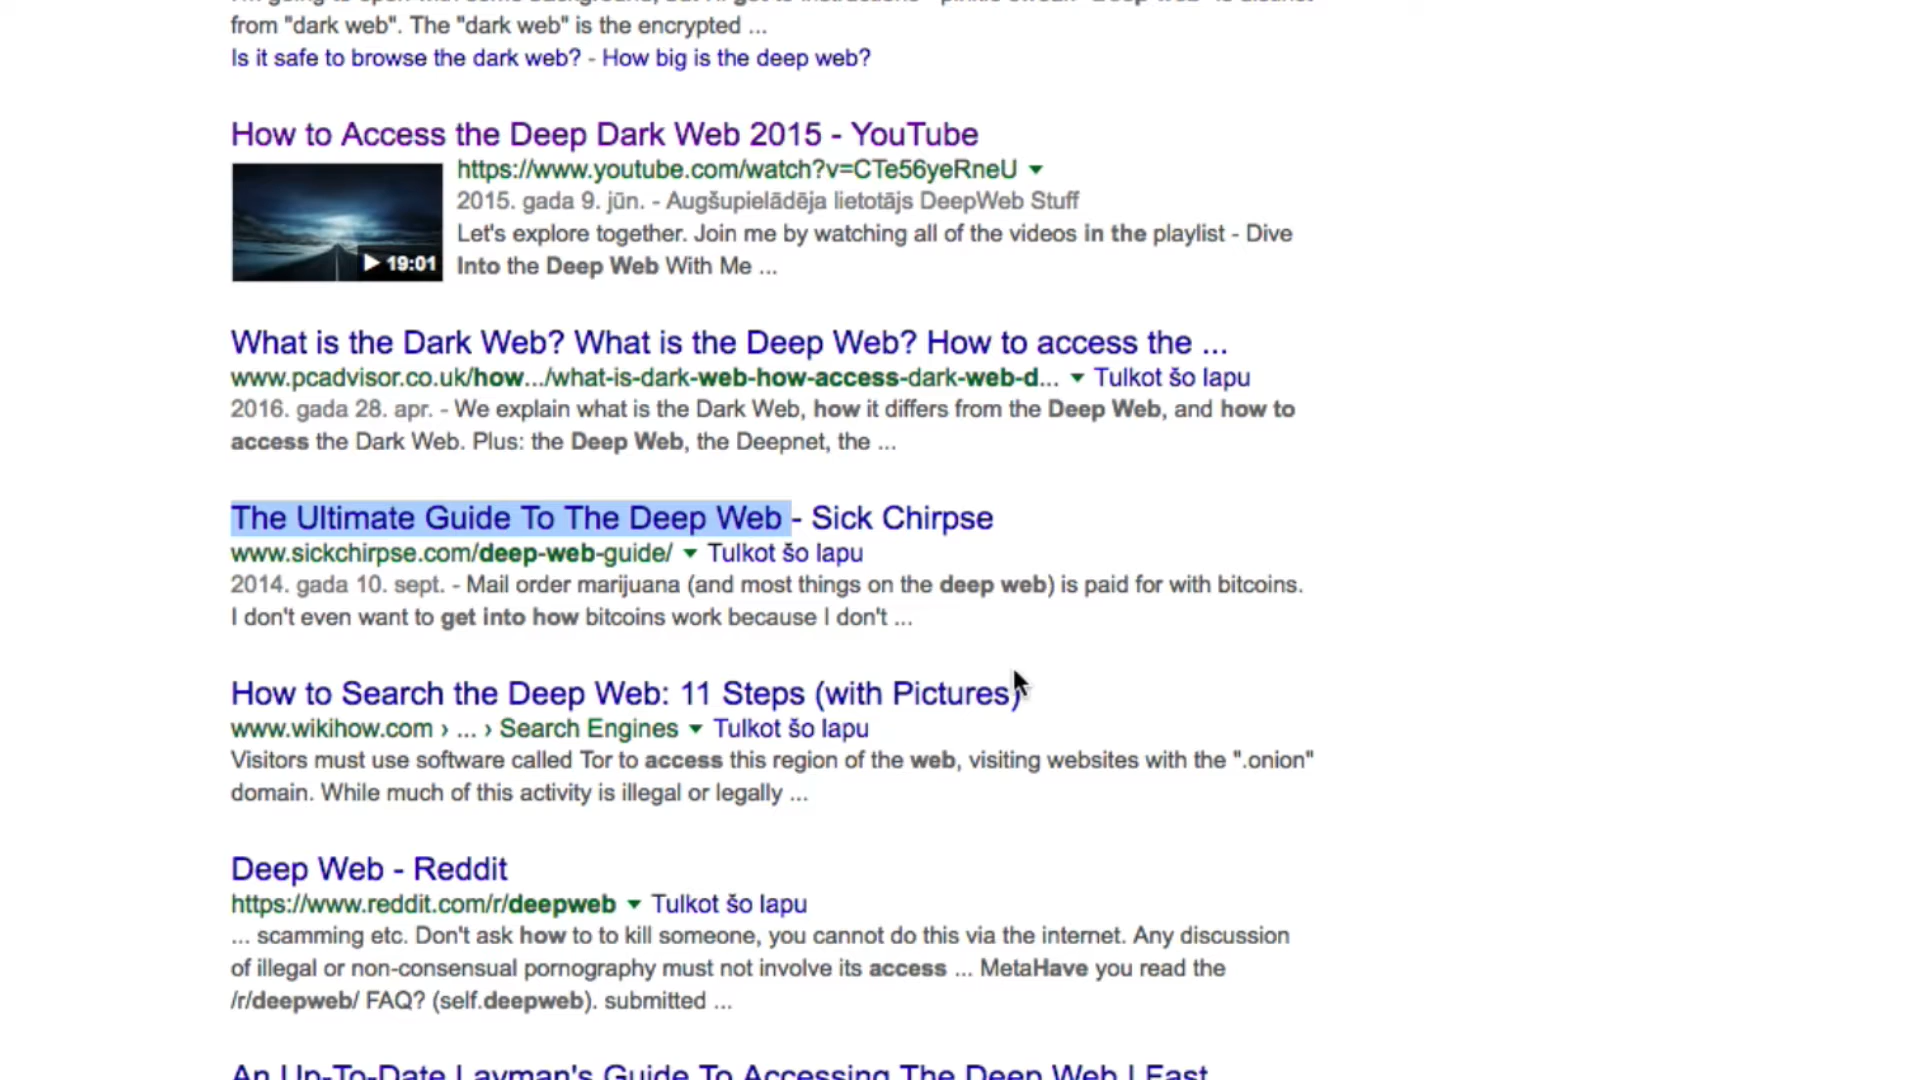 from "dark web". The "dark web" is the encrypted ...
Is it safe to browse the dark web? - How big is the deep web?
How to Access the Deep Dark Web 2015 - YouTube
https://www.youtube.com/watch?v=CTe56yeRneU
2015. gada 9. jūn. - Augšupielādēja lietotājs DeepWeb Stuff
Let's explore together. Join me by watching all of the videos in the playlist - Dive
Into the Deep Web With Me ...
19:01
What is the Dark Web? What is the Deep Web? How to access the ...
www.pcadvisor.co.uk/how.../what-is-dark-web-how-access-dark-web-d... Tulkot šo lapu
2016. gada 28. apr. - We explain what is the Dark Web, how it differs from the Deep Web, and how to
access the Dark Web. Plus: the Deep Web, the Deepnet, the ...
The Ultimate Guide To The Deep Web - Sick Chirpse
www.sickchirpse.com/deep-web-guide/ Tulkot šo lapu
2014. gada 10. sept. - Mail order marijuana (and most things on the deep web) is paid for with bitcoins.
I don't even want to get into how bitcoins work because I don't ...
How to Search the Deep Web: 11 Steps (with Pictures)
www.wikihow.com › ... › Search Engines Tulkot šo lapu
Visitors must use software called Tor to access this region of the web, visiting websites with the ".onion"
domain. While much of this activity is illegal or legally ...
Deep Web - Reddit
https://www.reddit.com/r/deepweb Tulkot šo lapu
... scamming etc. Don't ask how to to kill someone, you cannot do this via the internet. Any discussion
of illegal or non-consensual pornography must not involve its access ... MetaHave you read the
/r/deepweb/ FAQ? (self.deepweb). submitted ...
An Up-To-Date Layman's Guide To Accessing The Deep Web | Fast